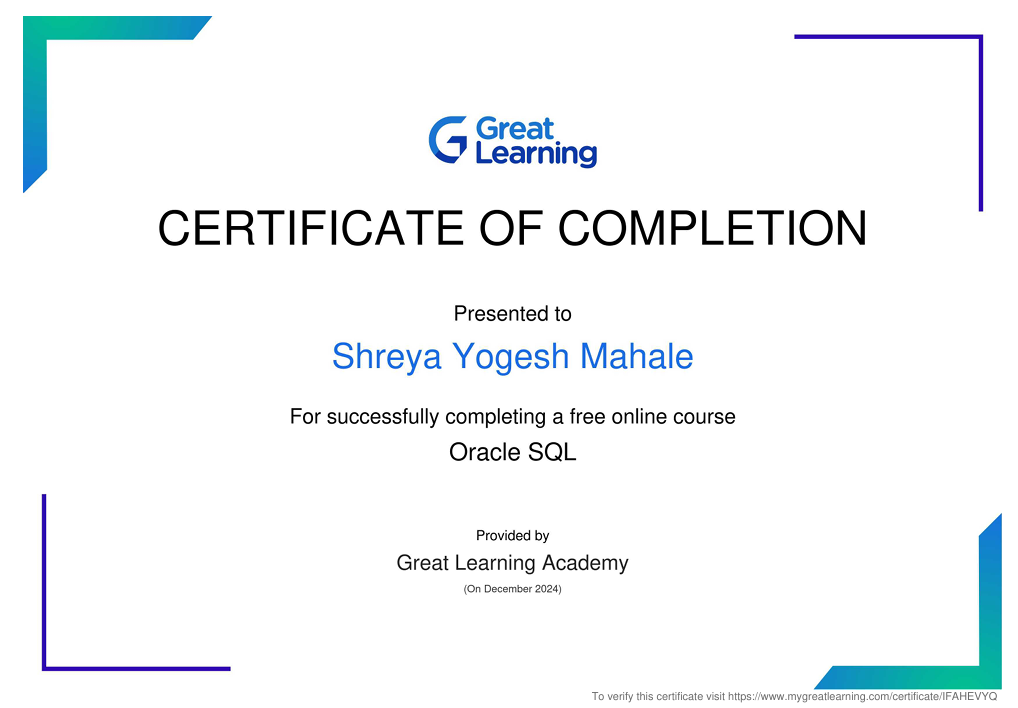 Great
Learning
CERTIFICATE OF COMPLETION
Presented to
Shreya Yogesh Mahale
For successfully completing a free online course
Oracle SQL
Provided by
Great Learning Academy
(On December 2024)
To verify this certificate visit https://www.mygreatlearning.com/certificate/IFAHEVYQ